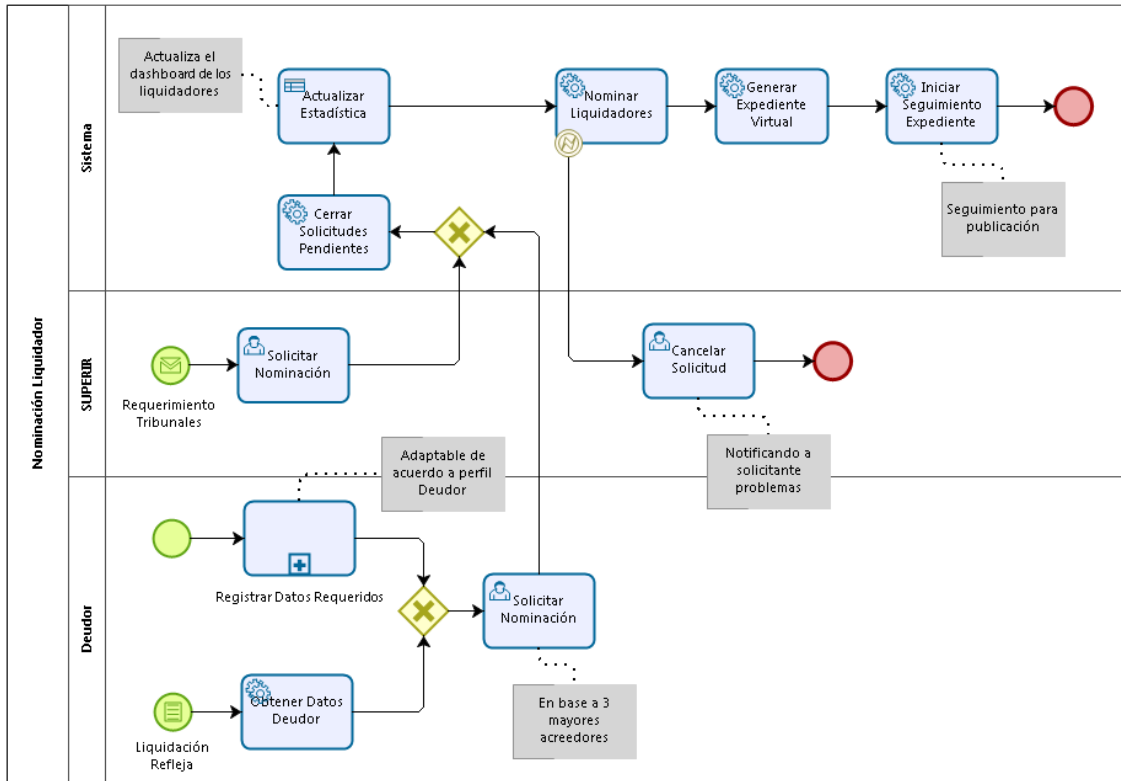 Nominación Liquidador
Sistema
Actualiza el
dashboard de los
liquidadores
Actualizar
Estadística
Nominar
Liquidadores
Generar
Expediente
Virtual
Iniciar
Seguimiento
Expediente
Cerrar
Solicitudes
Pendientes
Seguimiento para
publicación
SUPERIR
Requerimiento
Tribunales
Solicitar
Nominación
Cancelar
Solicitud
Notificando a
solicitante
problemas
Deudor
Adaptable de
acuerdo a perfil
Deudor
Registrar Datos Requeridos
Solicitar
Nominación
Liquidación
Refleja
Obtener Datos
Deudor
En base a 3
mayores
acreedores